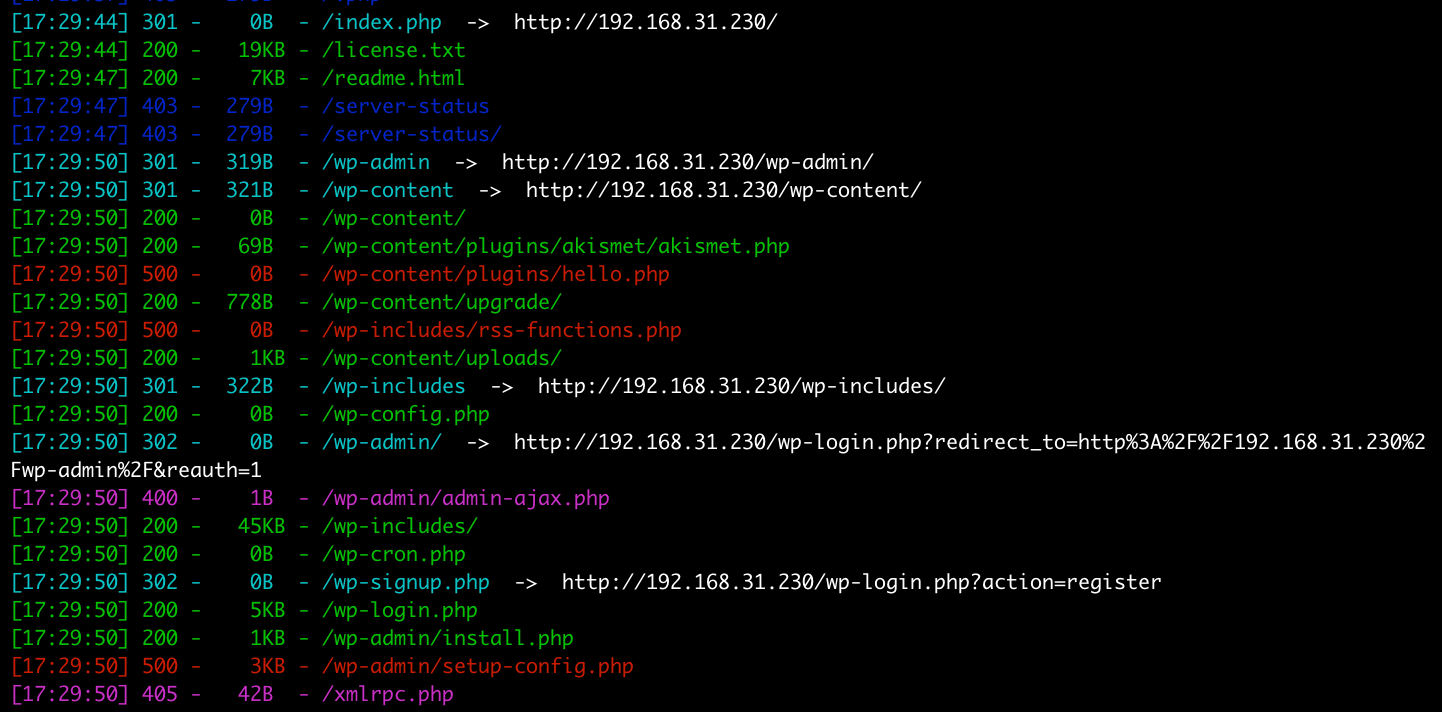 [17:29:44] 301 -    0B  - /index.php  ->  http://192.168.31.230/
[17:29:44] 200 -   19KB - /license.txt
[17:29:47] 200 -    7KB - /readme.html
[17:29:47] 403 -  279B  - /server-status
[17:29:47] 403 -  279B  - /server-status/
[17:29:50] 301 -  319B  - /wp-admin  ->  http://192.168.31.230/wp-admin/
[17:29:50] 301 -  321B  - /wp-content  ->  http://192.168.31.230/wp-content/
[17:29:50] 200 -    0B  - /wp-content/
[17:29:50] 200 -   69B  - /wp-content/plugins/akismet/akismet.php
[17:29:50] 500 -    0B  - /wp-content/plugins/hello.php
[17:29:50] 200 -  778B  - /wp-content/upgrade/
[17:29:50] 500 -    0B  - /wp-includes/rss-functions.php
[17:29:50] 200 -    1KB - /wp-content/uploads/
[17:29:50] 301 -  322B  - /wp-includes  ->  http://192.168.31.230/wp-includes/
[17:29:50] 200 -    0B  - /wp-config.php
[17:29:50] 302 -    0B  - /wp-admin/  ->  http://192.168.31.230/wp-login.php?redirect_to=http%3A%2F%2F192.168.31.230%2
Fwp-admin%2F&reauth=1
[17:29:50] 400 -    1B  - /wp-admin/admin-ajax.php
[17:29:50] 200 -   45KB - /wp-includes/
[17:29:50] 200 -    0B  - /wp-cron.php
[17:29:50] 302 -    0B  - /wp-signup.php  ->  http://192.168.31.230/wp-login.php?action=register
[17:29:50] 200 -    5KB - /wp-login.php
[17:29:50] 200 -    1KB - /wp-admin/install.php
[17:29:50] 500 -    3KB - /wp-admin/setup-config.php
[17:29:50] 405 -   42B  - /xmlrpc.php